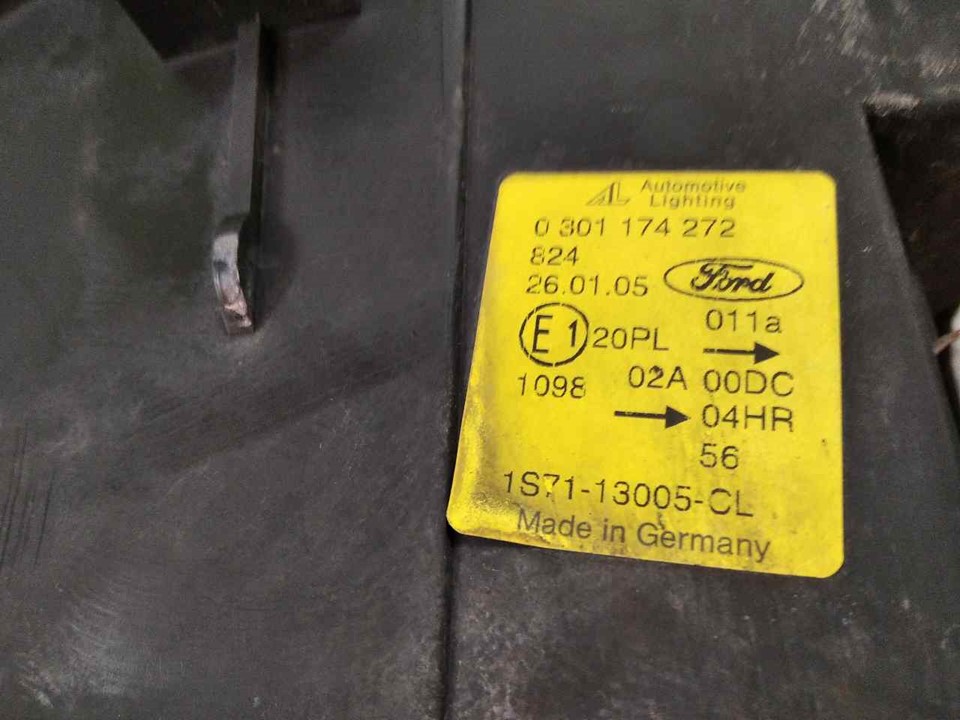 AL Automotive
Lighting
0 301 174 272
824
26.01.05 Ford
E1 20PL 011a
1098 02A 00DC
04HR
56
1S71-13005-CL
Made in Germany